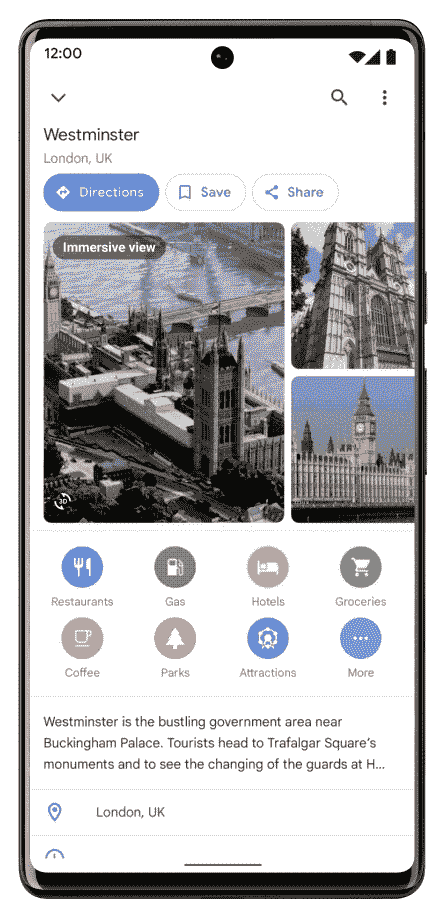 12:00
Westminster
London, UK
Directions
Save
Share
Immersive view
3D
Restaurants
Gas
Hotels
Groceries
Coffee
Parks
Attractions
More
Westminster is the bustling government area near
Buckingham Palace. Tourists head to Trafalgar Square's
monuments and to see the changing of the guards at H...
London, UK